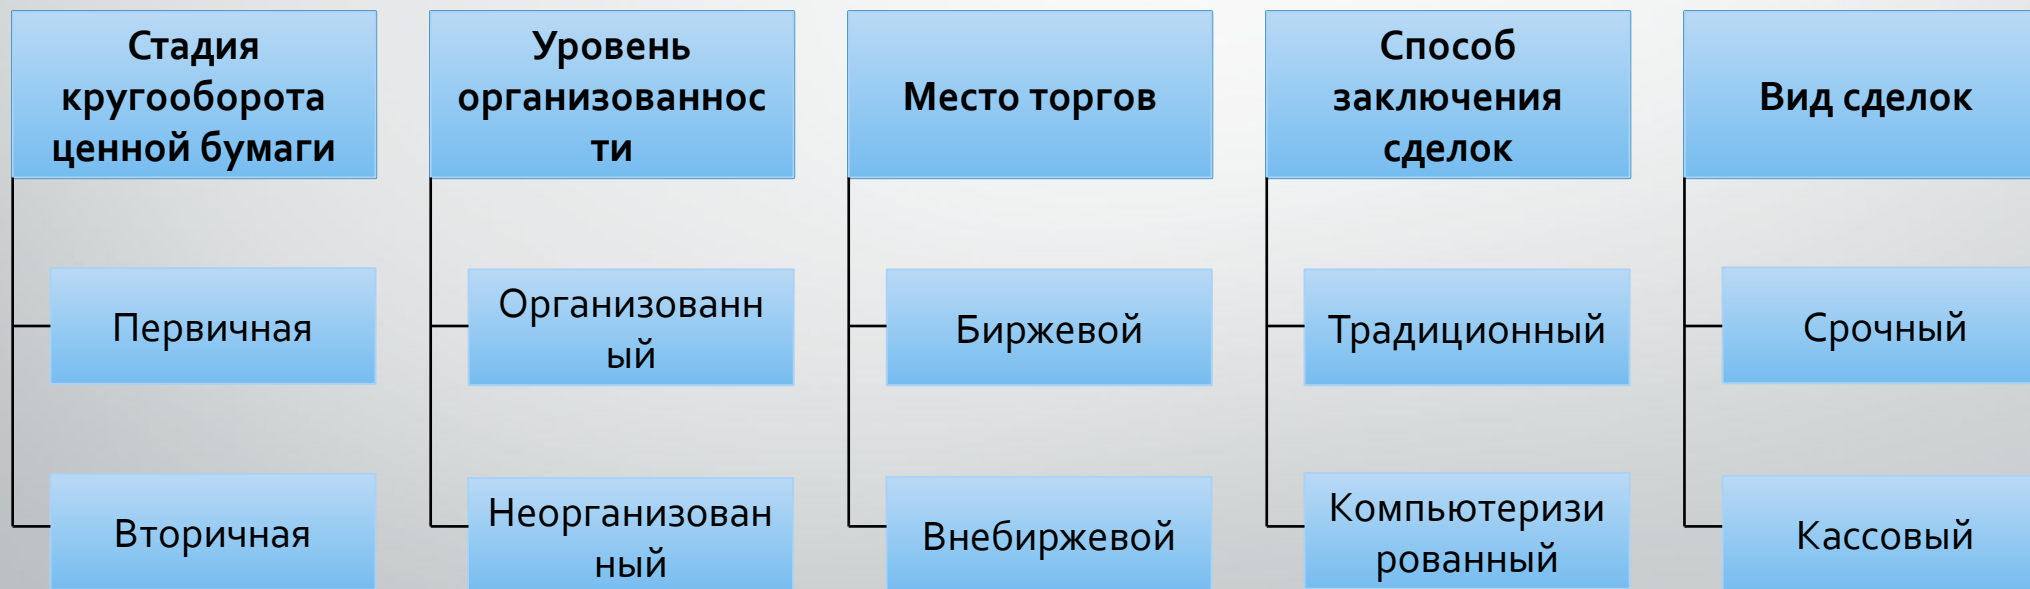 Стадия
кругооборота
ценной бумаги
Первичная
Вторичная
Уровень
организованнос
ти
Организованн
ый
Неорганизован
ный
Место торгов
Биржевой
Внебиржевой
Способ
заключения
сделок
Традиционный
Компьютеризи
рованный
Вид сделок
Срочный
Кассовый